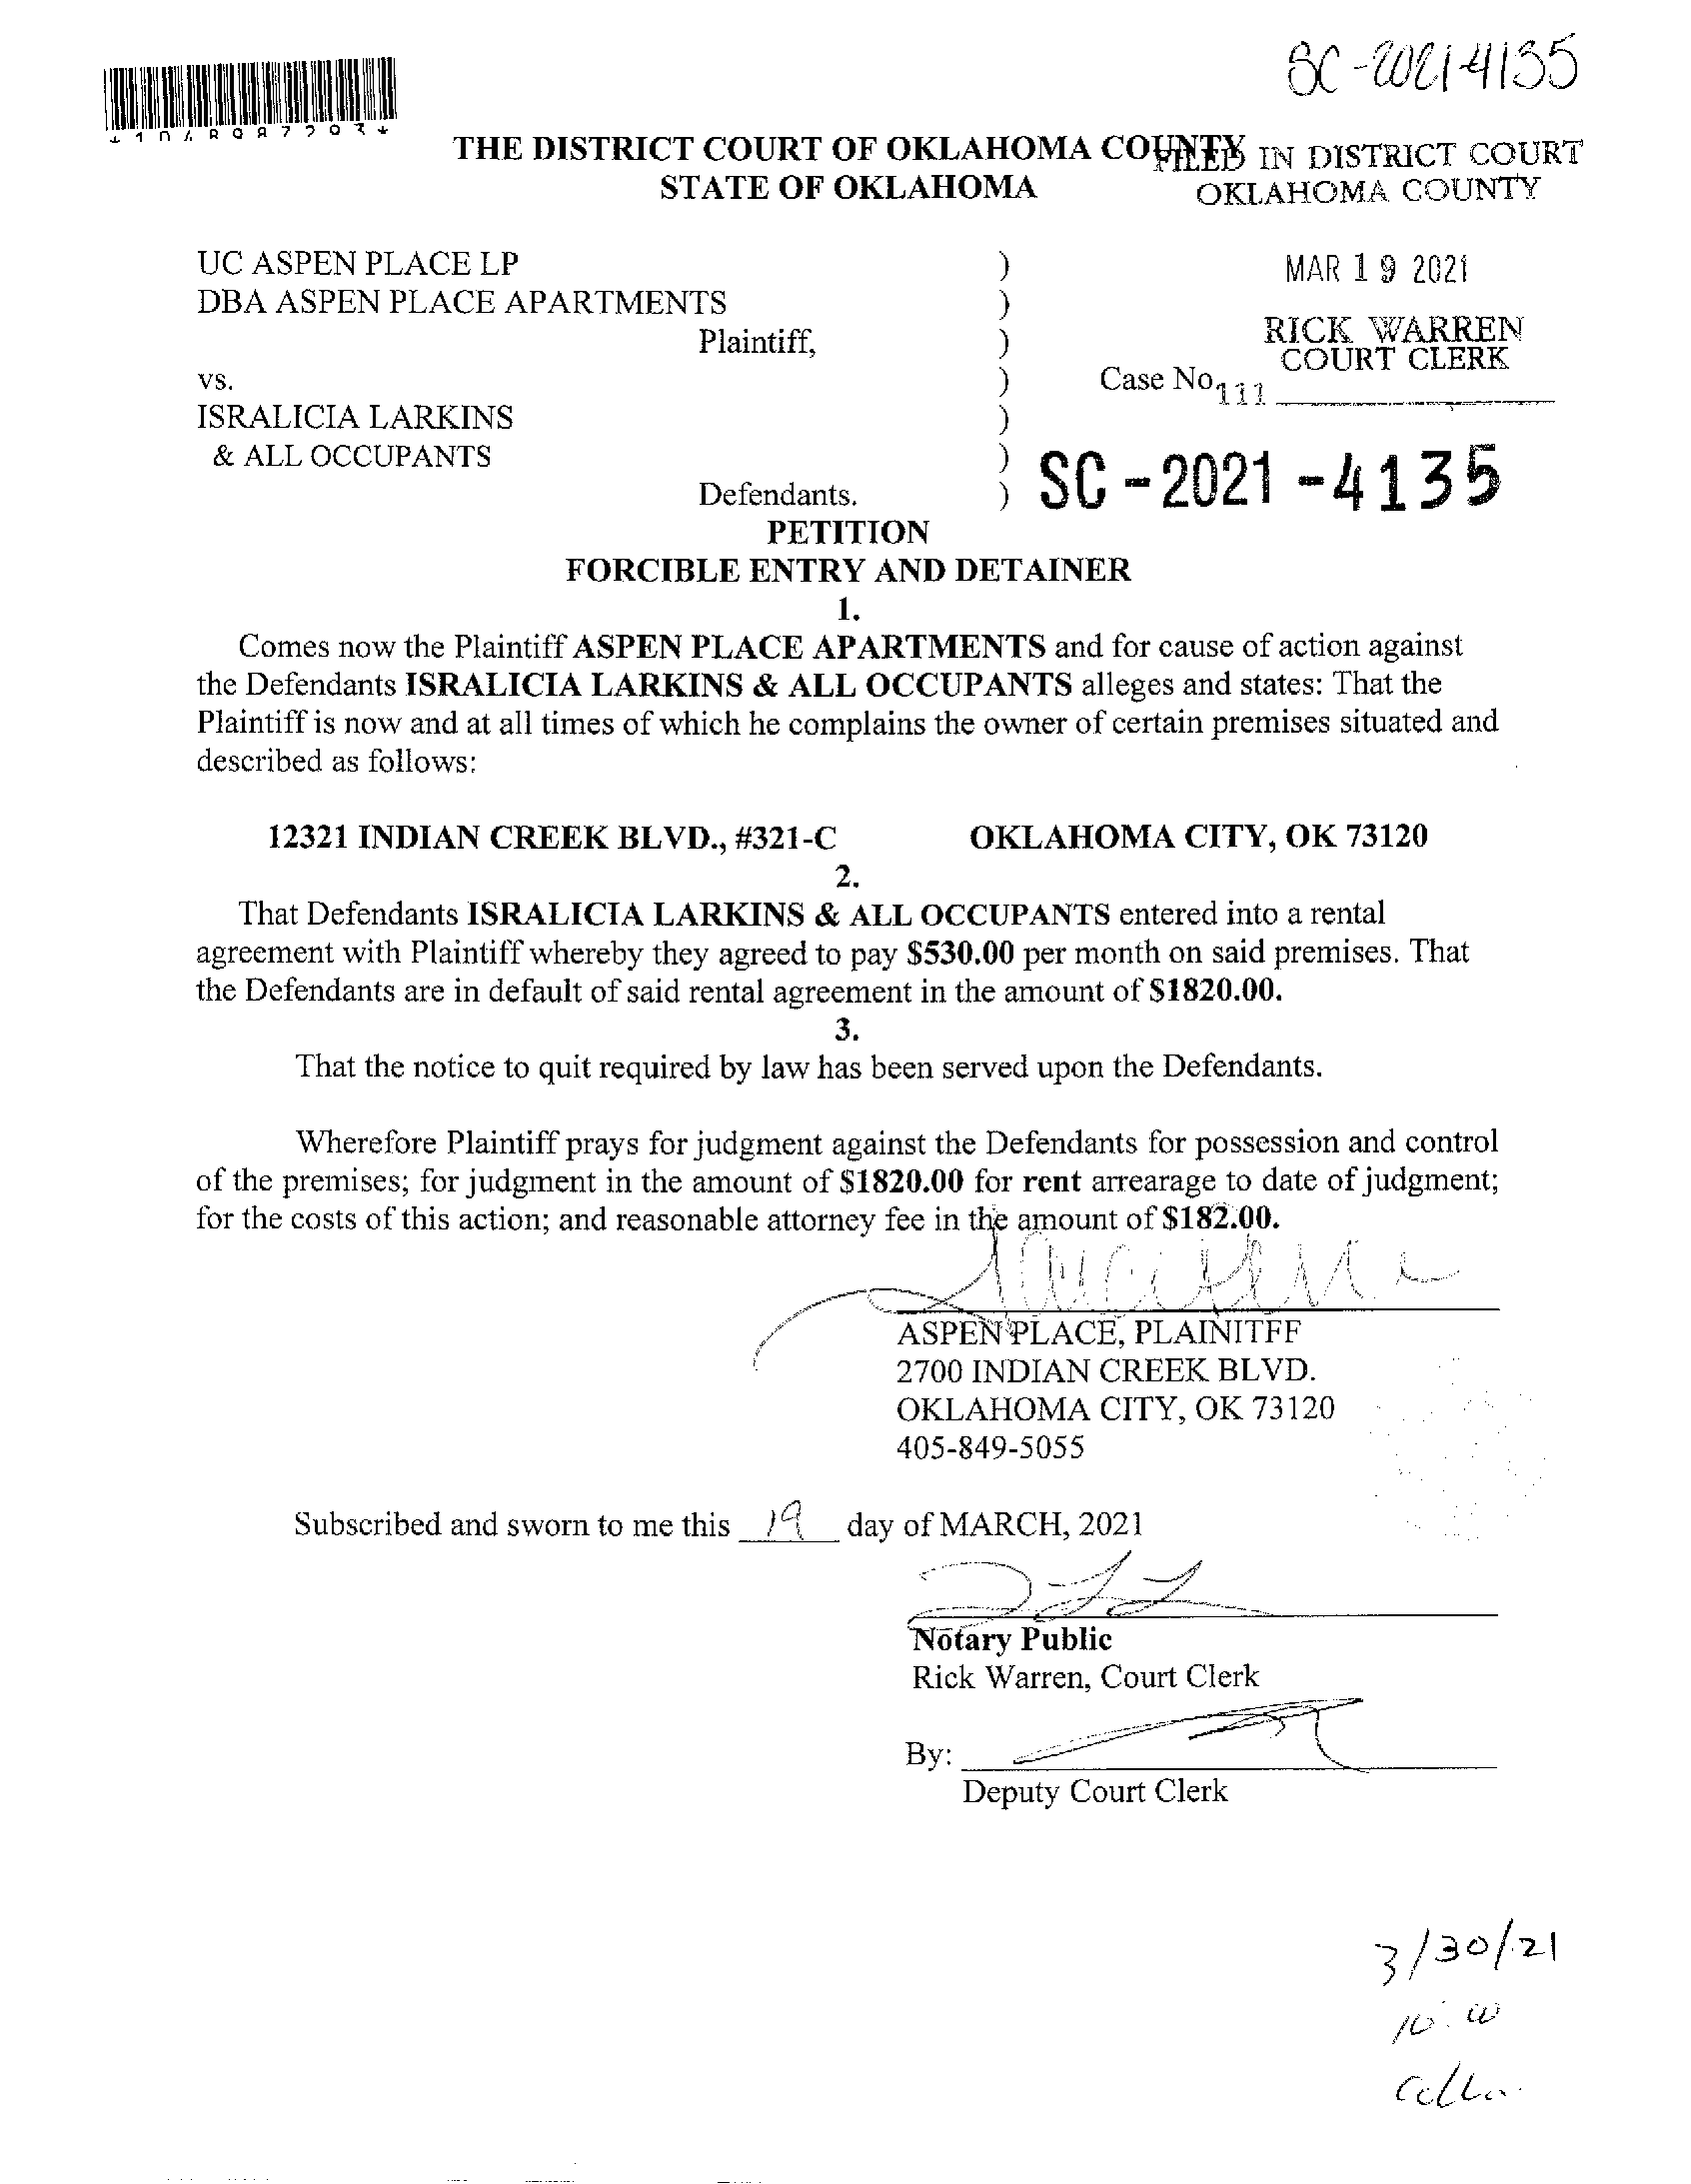 SC-2021-4135
THE DISTRICT COURT OF OKLAHOMA COUNTY
STATE OF OKLAHOMA
FILED IN DISTRICT COURT
OKLAHOMA COUNTY
MAR 19 2021
RICK WARREN
COURT CLERK
111
UC ASPEN PLACE LP )
DBA ASPEN PLACE APARTMENTS )
Plaintiff, )
vs. ) Case No.
ISRALICIA LARKINS )
& ALL OCCUPANTS )
Defendants. )
SC-2021-4135
PETITION
FORCIBLE ENTRY AND DETAINER
1.
Comes now the Plaintiff ASPEN PLACE APARTMENTS and for cause of action against
the Defendants ISRALICIA LARKINS & ALL OCCUPANTS alleges and states: That the
Plaintiff is now and at all times of which he complains the owner of certain premises situated and
described as follows:
12321 INDIAN CREEK BLVD., #321-C OKLAHOMA CITY, OK 73120
2.
That Defendants ISRALICIA LARKINS & ALL OCCUPANTS entered into a rental
agreement with Plaintiff whereby they agreed to pay $530.00 per month on said premises. That
the Defendants are in default of said rental agreement in the amount of $1820.00.
3.
That the notice to quit required by law has been served upon the Defendants.
Wherefore Plaintiff prays for judgment against the Defendants for possession and control
of the premises; for judgment in the amount of $1820.00 for rent arrearage to date of judgment;
for the costs of this action; and reasonable attorney fee in the amount of $182.00.
ASPEN PLACE, PLAINITFF
2700 INDIAN CREEK BLVD.
OKLAHOMA CITY, OK 73120
405-849-5055
Subscribed and sworn to me this 19 day of MARCH, 2021
Notary Public
Rick Warren, Court Clerk
By:
Deputy Court Clerk
3/30/21
10:00